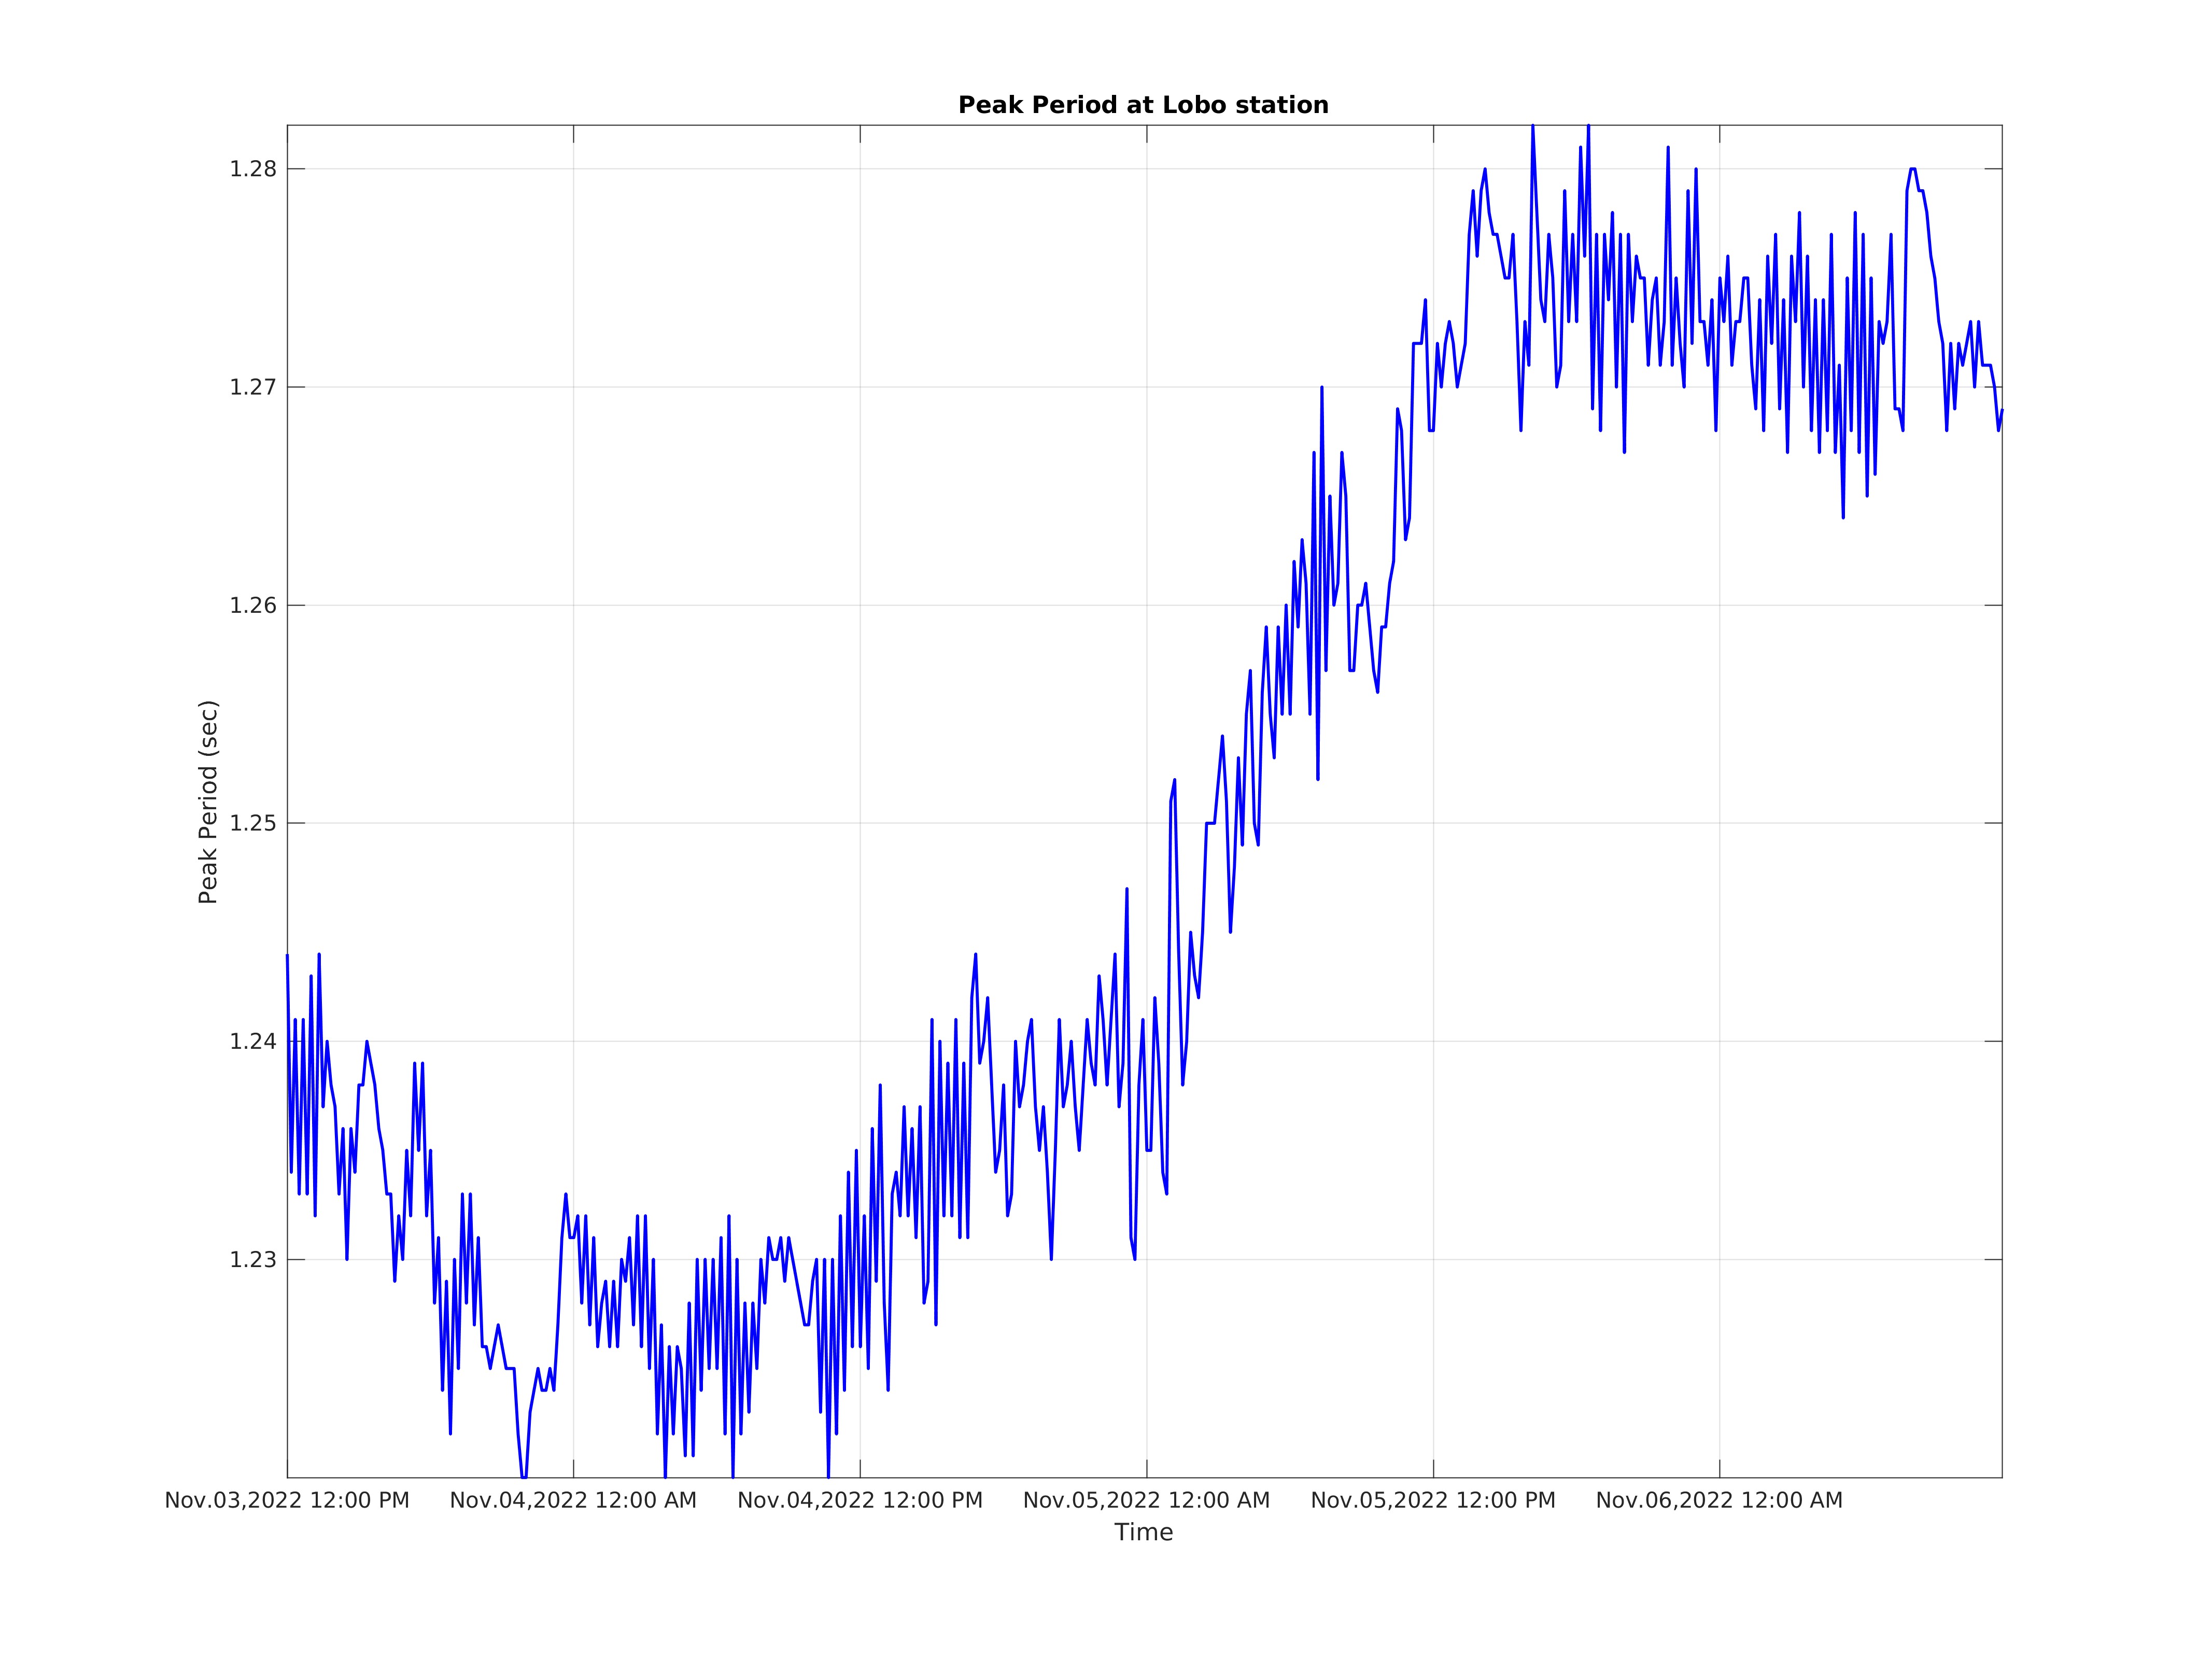 Peak Period at Lobo station
1.28
1.27
1.26
1.25
1.24
1.23
Peak Period (sec)
Nov.03,2022 12:00 PM
Nov.04,2022 12:00 AM
Nov.04,2022 12:00 PM
Nov.05,2022 12:00 AM
Nov.05,2022 12:00 PM
Nov.06,2022 12:00 AM
Time